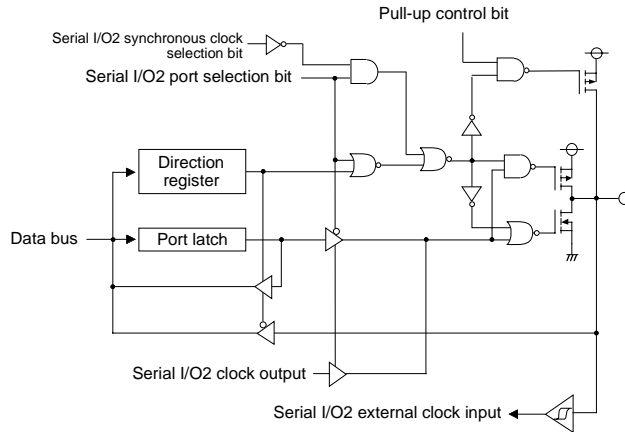 Pull-up control bit
Serial I/O2 synchronous clock
selection bit
Serial I/O2 port selection bit
Direction
register
Data bus
Port latch
Serial I/O2 clock output
Serial I/O2 external clock input